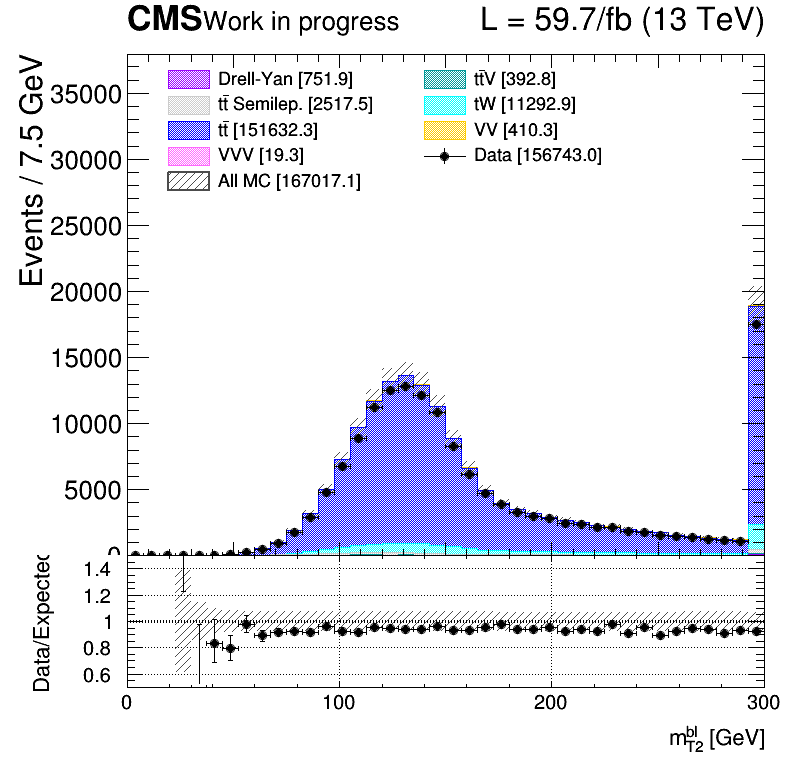 CMS Work in progress L = 59.7/fb (13 TeV)
Events / 7.5 GeV
Drell-Yan [751.9]
tt̄V [392.8]
tt̄ Semilep. [2517.5]
tW [11292.9]
tt̄ [151632.3]
VV [410.3]
VVV [19.3]
Data [156743.0]
All MC [167017.1]
35000
30000
25000
20000
15000
10000
5000
0
Data/Expected
1.4
1.2
1
0.8
0.6
0 100 200 300
m_{T2}^{bl} [GeV]